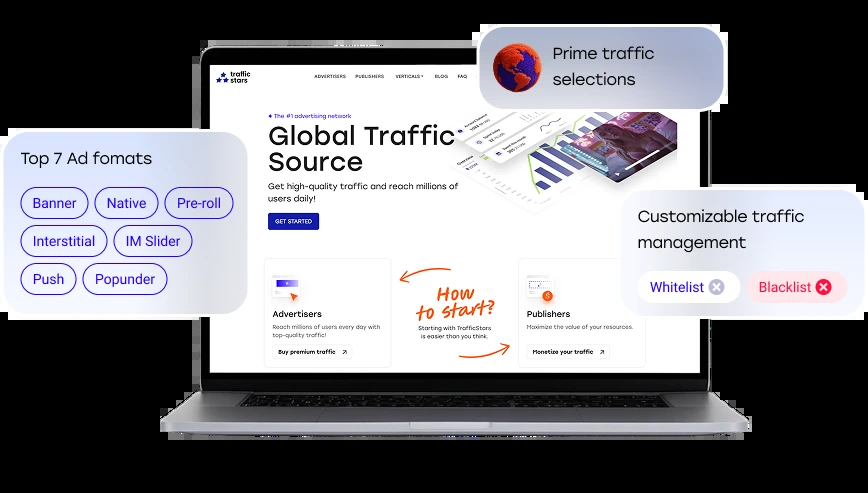 traffic
stars
ADVERTISERS PUBLISHERS VERTICALS BLOG FAQ
Prime traffic
selections
Top 7 Ad fomats
Banner Native Pre-roll
Interstitial IM Slider
Push Popunder
The #1 advertising network
Global Traffic
Source
Get high-quality traffic and reach millions of
users daily!
GET STARTED
Customizable traffic
management
Whitelist Blacklist
Advertisers
Reach millions of users every day with
top-quality traffic!
Buy premium traffic
How
to start?
Starting with TrafficStars
is easier than you think.
Publishers
Maximize the value of your resources.
Monetize your traffic